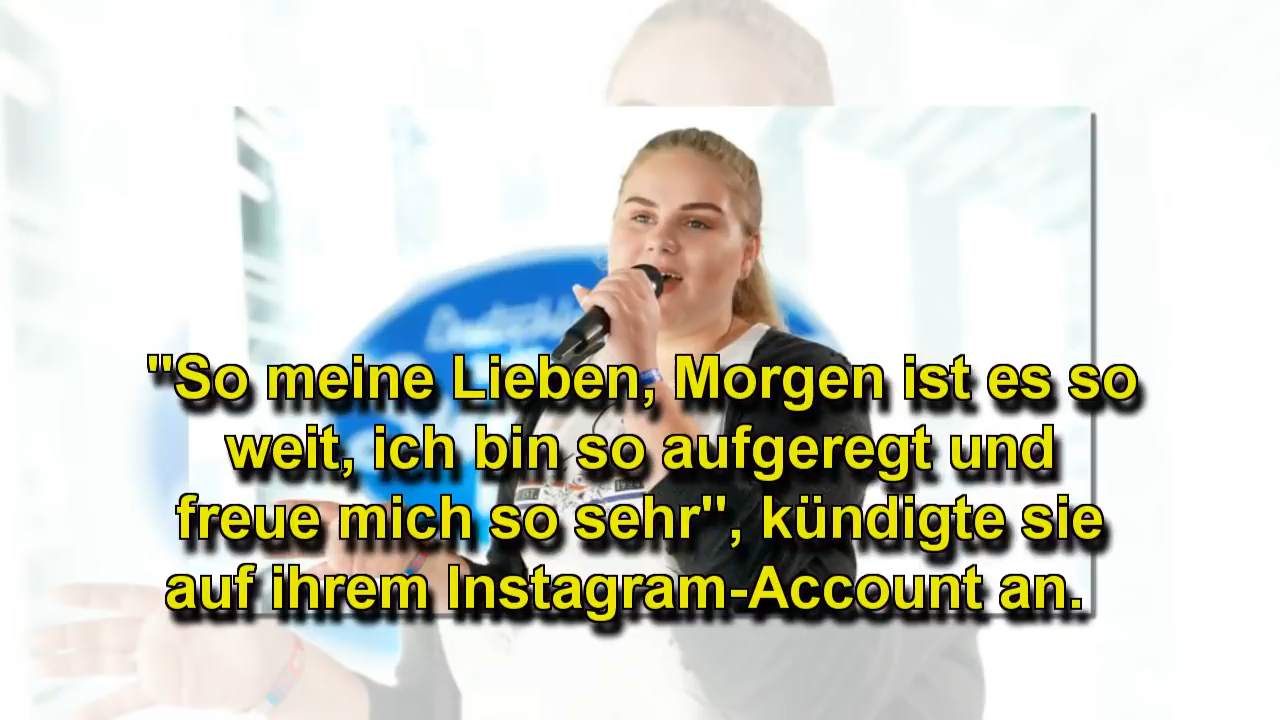 "So meine Lieben, Morgen ist es so
weit, ich bin so aufgeregt und
freue mich so sehr", kündigte sie
auf ihrem Instagram-Account an.